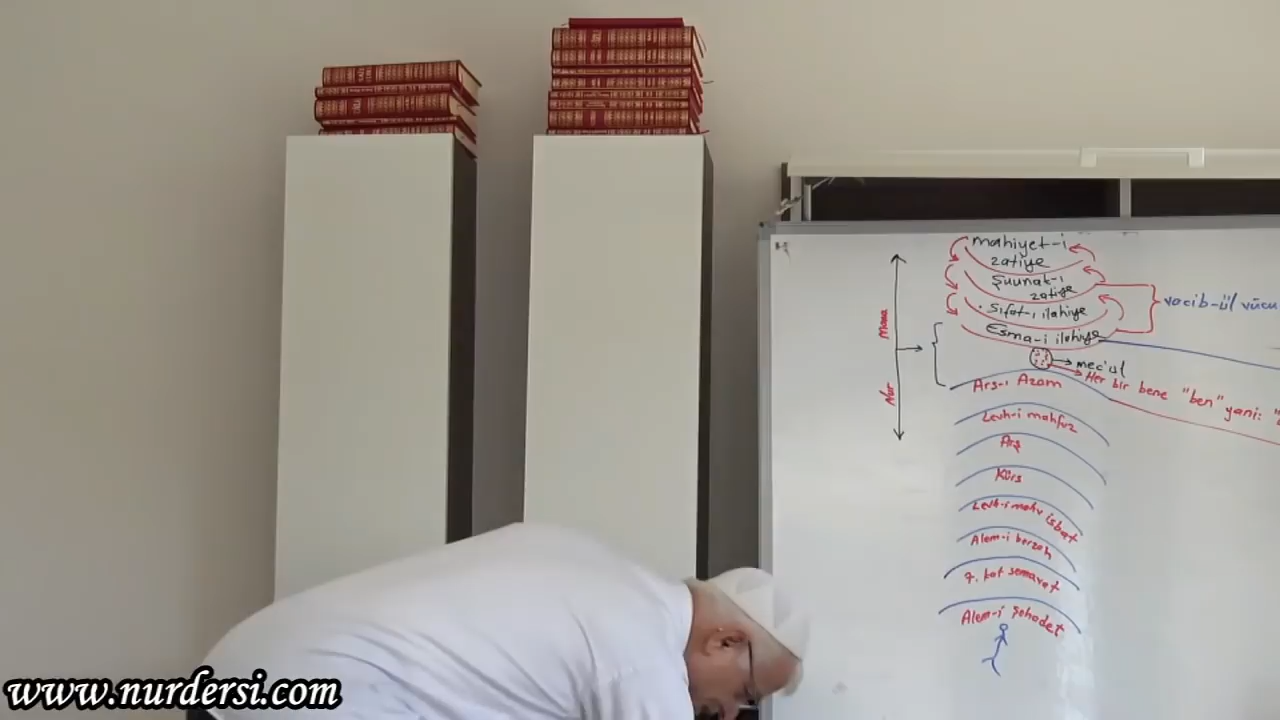 mahiyet-i
zatiye
Şuunat-ı
zatiye
Sıfat-ı ilahiye
Esma-i ilahiye
vacib-ül vücu
Mana
Nur
mec'ul
Her bir bene "ben" yani:
Arş-ı Azam
Levh-i mahfuz
Arş
Kürs
Levh-i mahv isbat
Alem-i berzah
7. kat semavat
Alem-i Şehadet
www.nurdersi.com